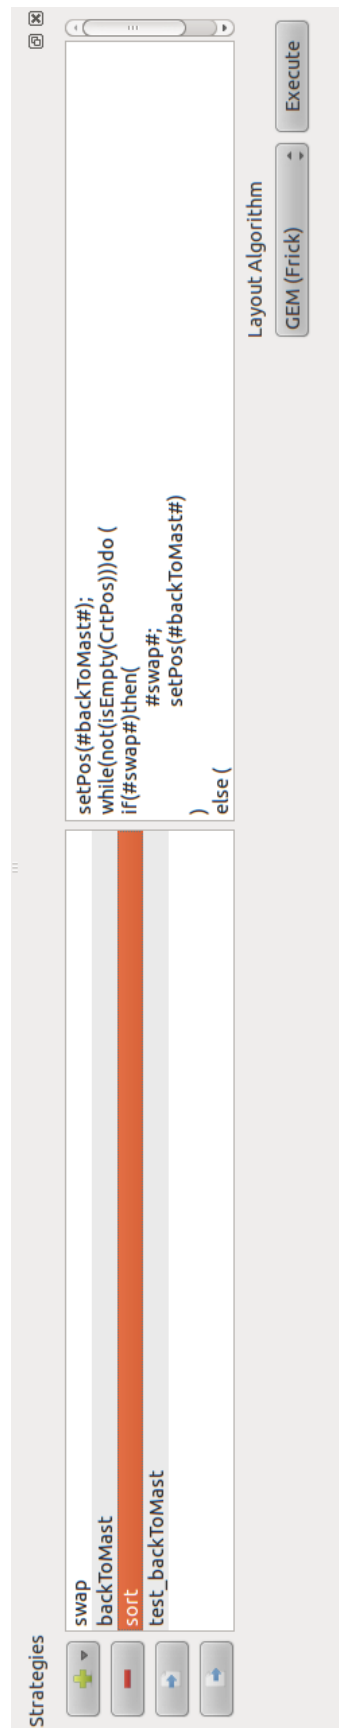 Strategies
swap
backToMast
sort
test_backToMast
setPos(#backToMast#);
while(not(isEmpty(CrtPos)))do (
if(#swap#)then(
#swap#;
setPos(#backToMast#)
)
else (
Layout Algorithm
GEM (Frick)
Execute